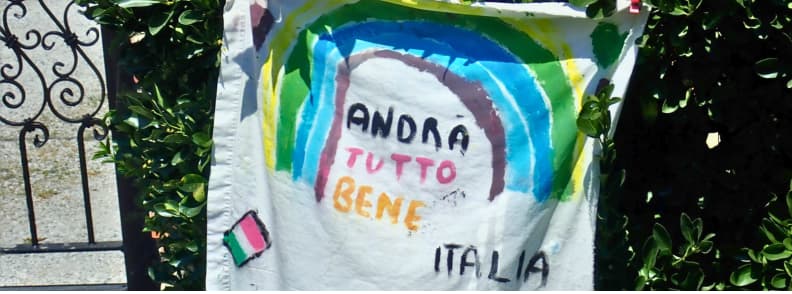 ANDRÀ
TUTTO
BENE
ITALIA